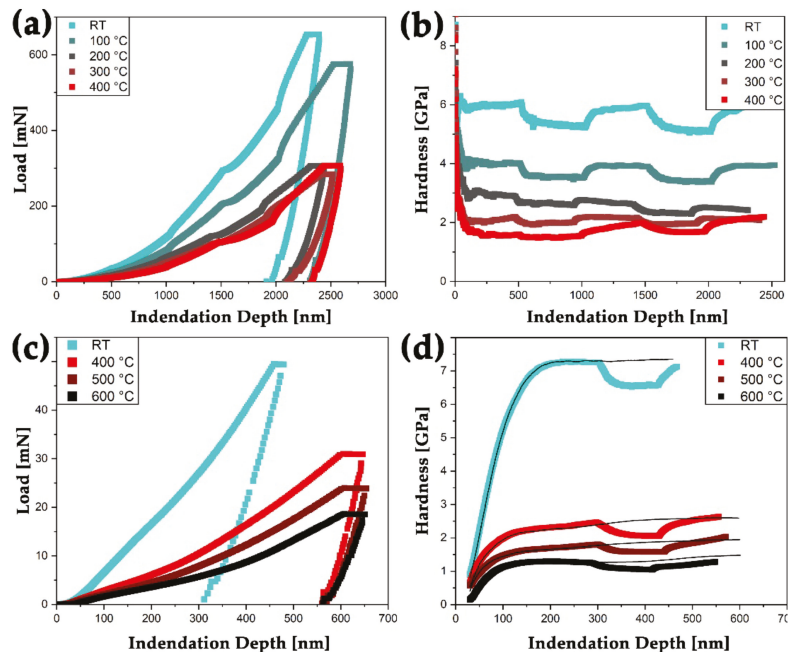 (a)
RT
100 °C
200 °C
300 °C
400 °C
Load [mN]
600
400
200
0
0 500 1000 1500 2000 2500 3000
Indendation Depth [nm]
(b)
RT
100 °C
200 °C
300 °C
400 °C
Hardness [GPa]
8
6
4
2
0
0 500 1000 1500 2000 2500
Indendation Depth [nm]
(c)
RT
400 °C
500 °C
600 °C
Load [mN]
50
40
30
20
10
0
0 100 200 300 400 500 600 700
Indendation Depth [nm]
(d)
RT
400 °C
500 °C
600 °C
Hardness [GPa]
7
6
5
4
3
2
1
0
0 100 200 300 400 500 600 700
Indendation Depth [nm]